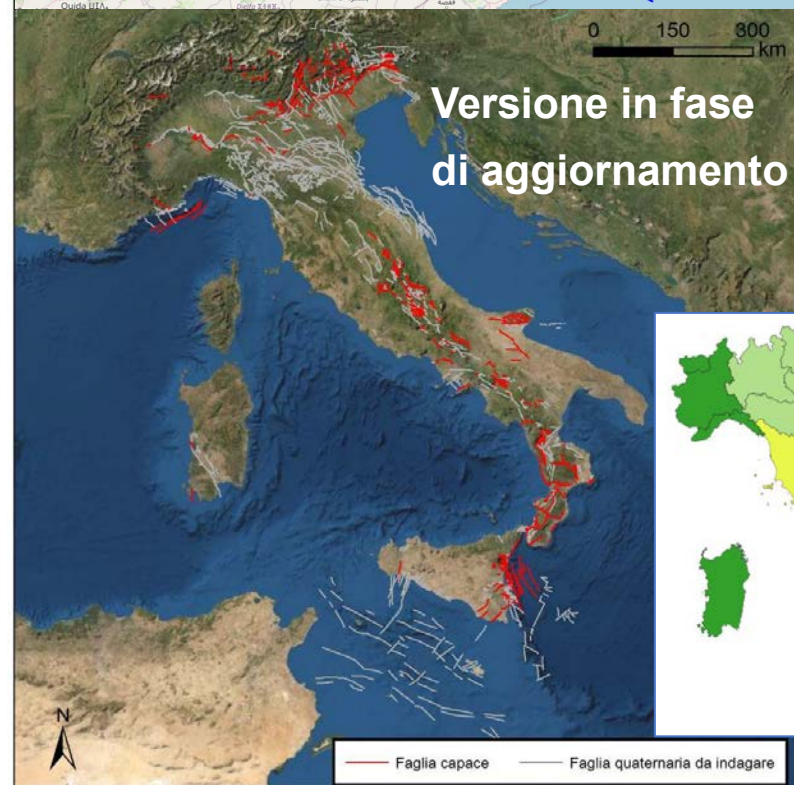 0 150 300
km
Versione in fase
di aggiornamento
N
Faglia capace
Faglia quaternaria da indagare